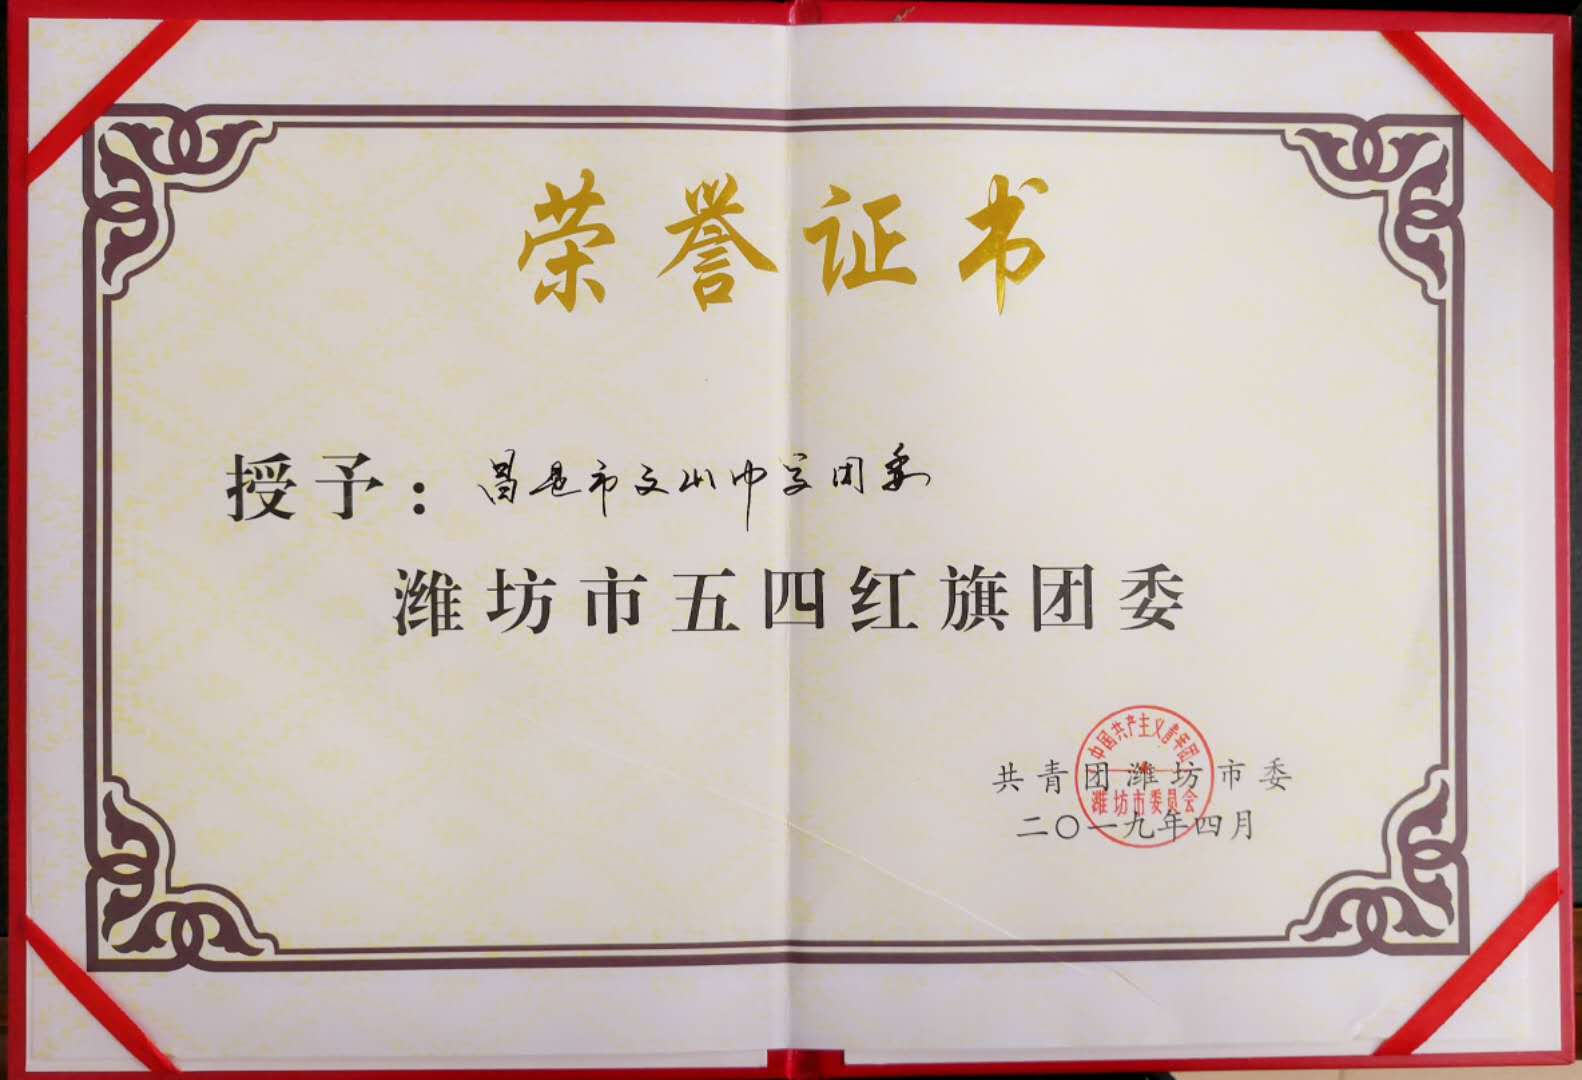 荣誉证书
授予：昌邑市文山中学团委
潍坊市五四红旗团委
中国共产主义青年团
潍坊市委员会
共青团潍坊市委
二〇一九年四月